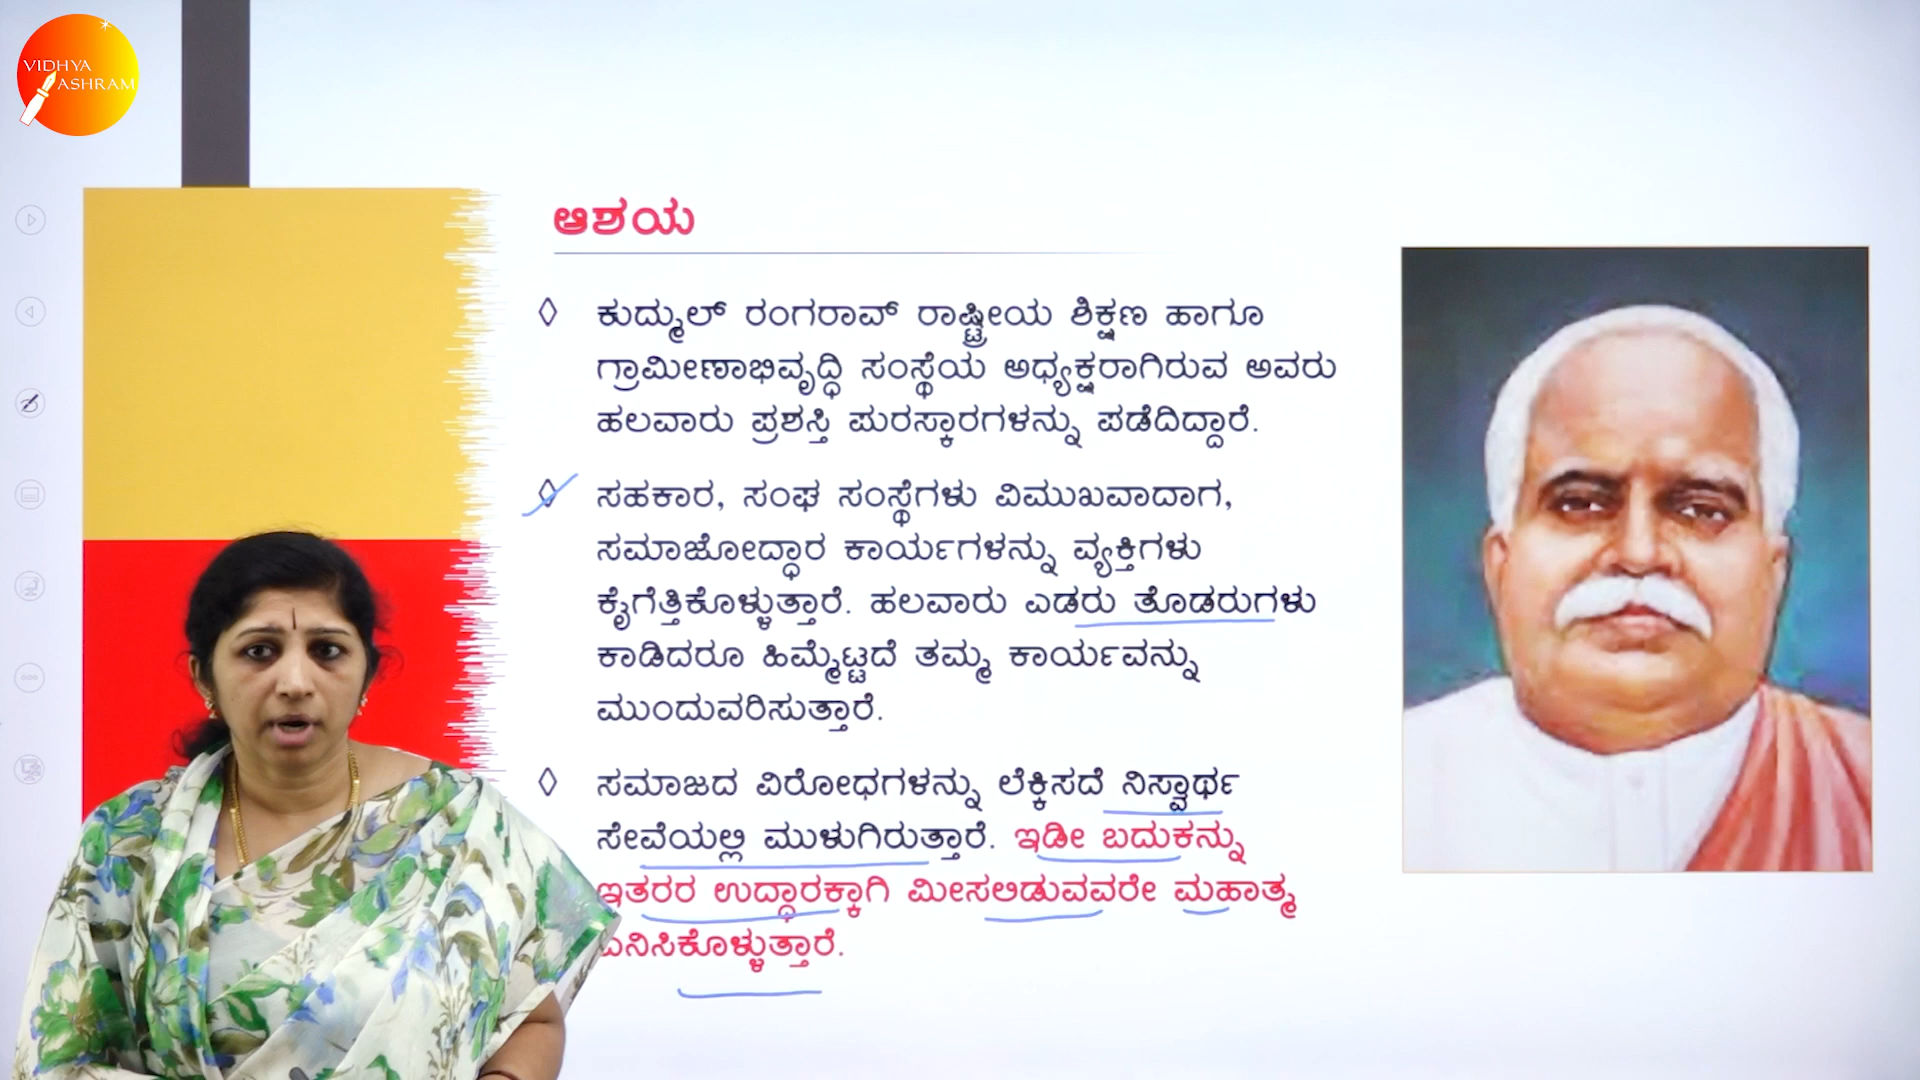 VIDHYA
ASHRAM
ಆಶಯ
ಕುದ್ಮುಲ್ ರಂಗರಾವ್ ರಾಷ್ಟ್ರೀಯ ಶಿಕ್ಷಣ ಹಾಗೂ
ಗ್ರಾಮೀಣಾಭಿವೃದ್ಧಿ ಸಂಸ್ಥೆಯ ಅಧ್ಯಕ್ಷರಾಗಿರುವ ಅವರು
ಹಲವಾರು ಪ್ರಶಸ್ತಿ ಪುರಸ್ಕಾರಗಳನ್ನು ಪಡೆದಿದ್ದಾರೆ.
ಸಹಕಾರ, ಸಂಘ ಸಂಸ್ಥೆಗಳು ವಿಮುಖವಾದಾಗ,
ಸಮಾಜೋದ್ಧಾರ ಕಾರ್ಯಗಳನ್ನು ವ್ಯಕ್ತಿಗಳು
ಕೈಗೆತ್ತಿಕೊಳ್ಳುತ್ತಾರೆ. ಹಲವಾರು ಎಡರು ತೊಡರುಗಳು
ಕಾಡಿದರೂ ಹಿಮ್ಮೆಟ್ಟದೆ ತಮ್ಮ ಕಾರ್ಯವನ್ನು
ಮುಂದುವರಿಸುತ್ತಾರೆ.
ಸಮಾಜದ ವಿರೋಧಗಳನ್ನು ಲೆಕ್ಕಿಸದೆ ನಿಸ್ವಾರ್ಥ
ಸೇವೆಯಲ್ಲಿ ಮುಳುಗಿರುತ್ತಾರೆ. ಇಡೀ ಬದುಕನ್ನು
ಇತರರ ಉದ್ಧಾರಕ್ಕಾಗಿ ಮೀಸಲಿಡುವವರೇ ಮಹಾತ್ಮ
ಎನಿಸಿಕೊಳ್ಳುತ್ತಾರೆ.